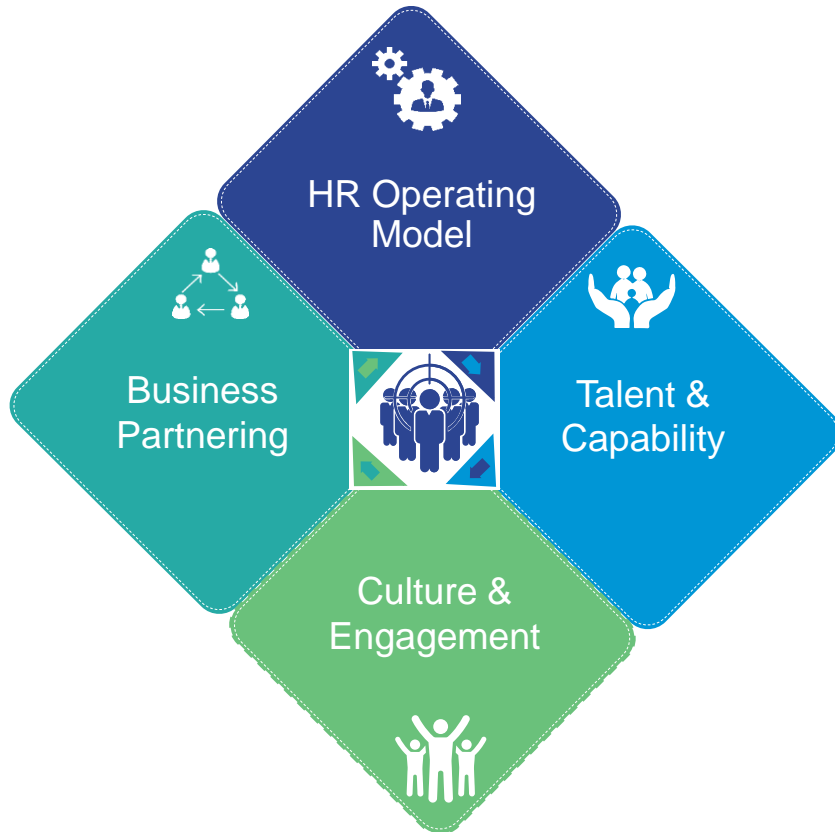 HR Operating
Model
Business
Partnering
Talent &
Capability
Culture &
Engagement